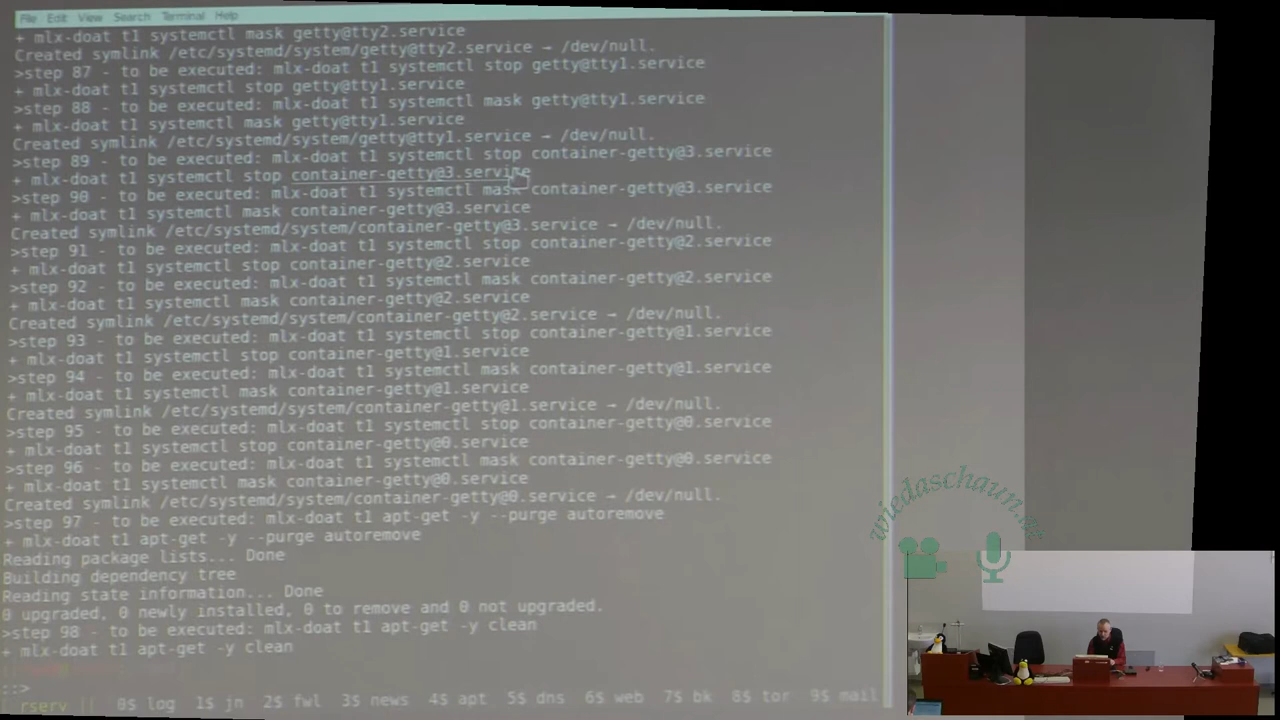 File Edit View Search Terminal Help
+ mlx-doat t1 systemctl mask getty@tty2.service
Created symlink /etc/systemd/system/getty@tty2.service → /dev/null.
>step 87 - to be executed: mlx-doat t1 systemctl stop getty@tty1.service
+ mlx-doat t1 systemctl stop getty@tty1.service
>step 88 - to be executed: mlx-doat t1 systemctl mask getty@tty1.service
+ mlx-doat t1 systemctl mask getty@tty1.service
Created symlink /etc/systemd/system/getty@tty1.service → /dev/null.
>step 89 - to be executed: mlx-doat t1 systemctl stop container-getty@3.service
+ mlx-doat t1 systemctl stop container-getty@3.service
>step 90 - to be executed: mlx-doat t1 systemctl mask container-getty@3.service
+ mlx-doat t1 systemctl mask container-getty@3.service
Created symlink /etc/systemd/system/container-getty@3.service → /dev/null.
>step 91 - to be executed: mlx-doat t1 systemctl stop container-getty@2.service
+ mlx-doat t1 systemctl stop container-getty@2.service
>step 92 - to be executed: mlx-doat t1 systemctl mask container-getty@2.service
+ mlx-doat t1 systemctl mask container-getty@2.service
Created symlink /etc/systemd/system/container-getty@2.service → /dev/null.
>step 93 - to be executed: mlx-doat t1 systemctl stop container-getty@1.service
+ mlx-doat t1 systemctl stop container-getty@1.service
>step 94 - to be executed: mlx-doat t1 systemctl mask container-getty@1.service
+ mlx-doat t1 systemctl mask container-getty@1.service
Created symlink /etc/systemd/system/container-getty@1.service → /dev/null.
>step 95 - to be executed: mlx-doat t1 systemctl stop container-getty@0.service
+ mlx-doat t1 systemctl stop container-getty@0.service
>step 96 - to be executed: mlx-doat t1 systemctl mask container-getty@0.service
+ mlx-doat t1 systemctl mask container-getty@0.service
Created symlink /etc/systemd/system/container-getty@0.service → /dev/null.
>step 97 - to be executed: mlx-doat t1 apt-get -y --purge autoremove
+ mlx-doat t1 apt-get -y --purge autoremove
Reading package lists... Done
Building dependency tree
Reading state information... Done
0 upgraded, 0 newly installed, 0 to remove and 0 not upgraded.
>step 98 - to be executed: mlx-doat t1 apt-get -y clean
+ mlx-doat t1 apt-get -y clean
::>
[ rserv ][ 0$ log 1$ jn 2$ fwl 3$ news 4$ apt 5$ dns 6$ web 7$ bk 8$ tor 9$ mail